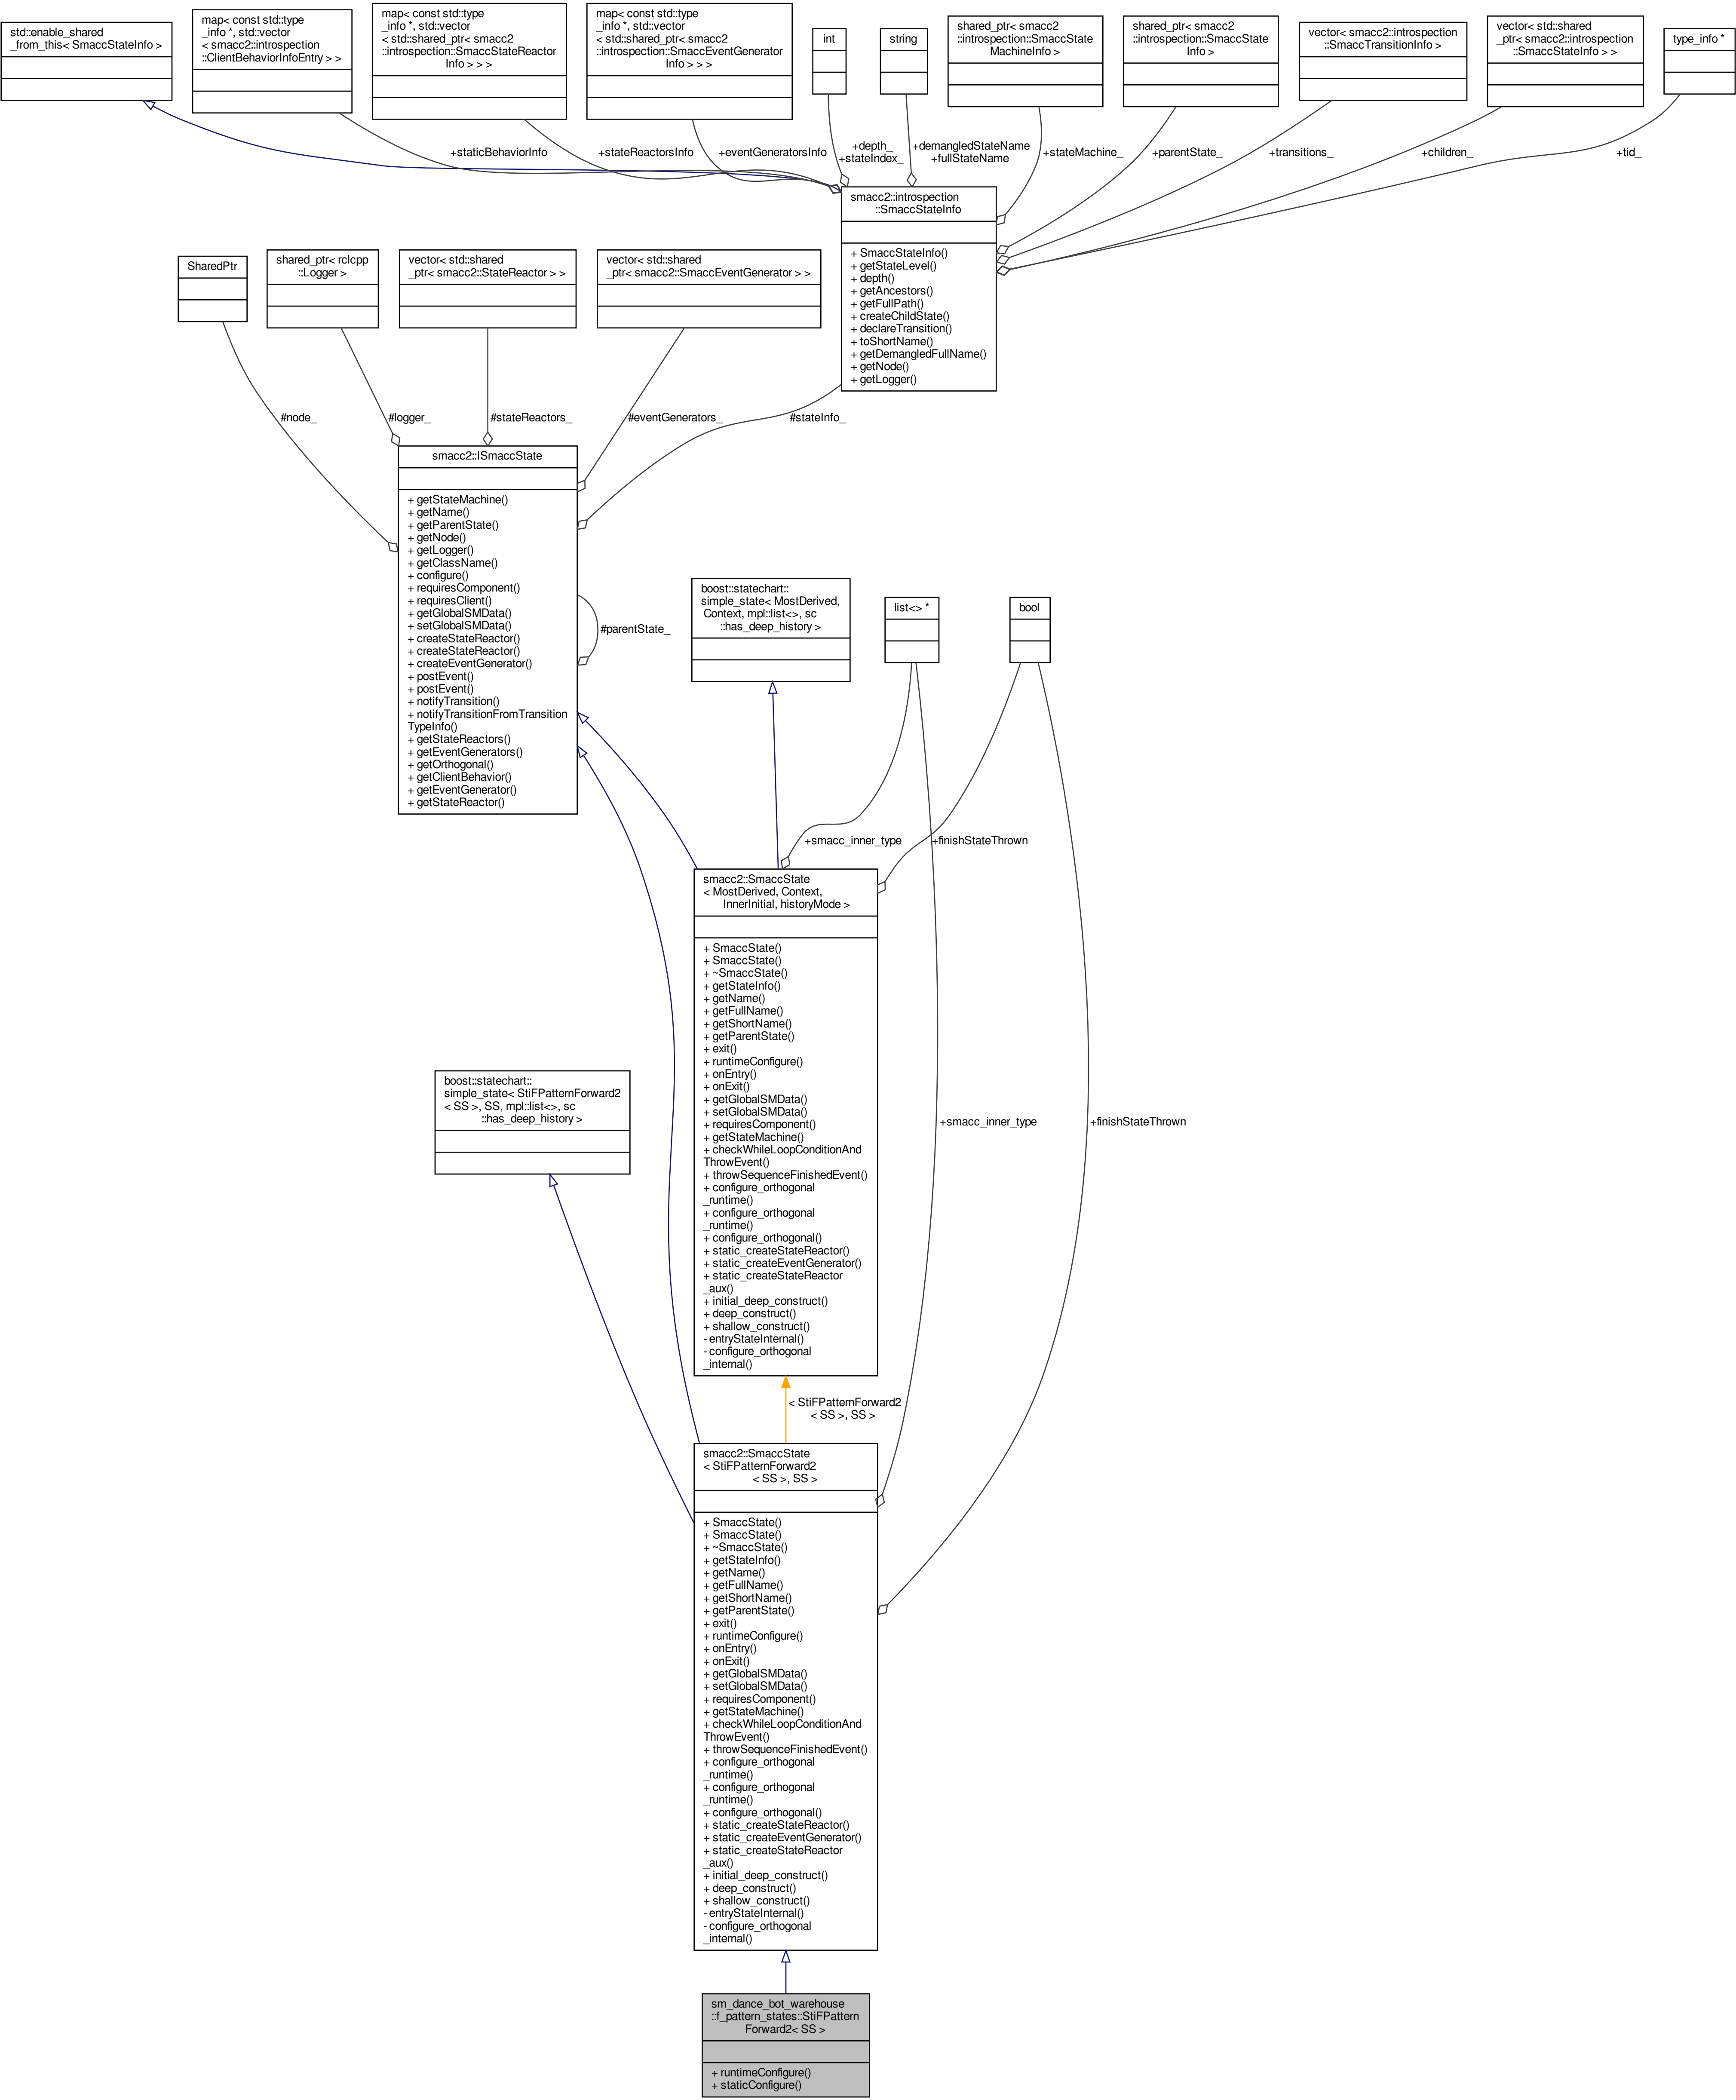 std::enable_shared
_from_this< SmaccStateInfo >
map< const std::type
_info *, std::vector
< smacc2::introspection
::ClientBehaviorInfoEntry > >
map< const std::type
_info *, std::vector
< std::shared_ptr< smacc2
::introspection::SmaccStateReactor
Info > > >
map< const std::type
_info *, std::vector
< std::shared_ptr< smacc2
::introspection::SmaccEventGenerator
Info > > >
int
string
shared_ptr< smacc2
::introspection::SmaccState
MachineInfo >
shared_ptr< smacc2
::introspection::SmaccState
Info >
vector< smacc2::introspection
::SmaccTransitionInfo >
vector< std::shared
_ptr< smacc2::introspection
::SmaccStateInfo > >
type_info *
+staticBehaviorInfo
+stateReactorsInfo
+eventGeneratorsInfo
+depth_
+stateIndex_
+demangledStateName
+fullStateName
+stateMachine_
+parentState_
+transitions_
+children_
+tid_
smacc2::introspection
::SmaccStateInfo
+ SmaccStateInfo()
+ getStateLevel()
+ depth()
+ getAncestors()
+ getFullPath()
+ createChildState()
+ declareTransition()
+ toShortName()
+ getDemangledFullName()
+ getNode()
+ getLogger()
SharedPtr
shared_ptr< rclcpp
::Logger >
vector< std::shared
_ptr< smacc2::StateReactor > >
vector< std::shared
_ptr< smacc2::SmaccEventGenerator > >
#node_
#logger_
#stateReactors_
#eventGenerators_
#stateInfo_
smacc2::ISmaccState
+ getStateMachine()
+ getName()
+ getParentState()
+ getNode()
+ getLogger()
+ getClassName()
+ configure()
+ requiresComponent()
+ requiresClient()
+ getGlobalSMData()
+ setGlobalSMData()
+ createStateReactor()
+ createStateReactor()
+ createEventGenerator()
+ postEvent()
+ postEvent()
+ notifyTransition()
+ notifyTransitionFromTransition
TypeInfo()
+ getStateReactors()
+ getEventGenerators()
+ getOrthogonal()
+ getClientBehavior()
+ getEventGenerator()
+ getStateReactor()
#parentState_
boost::statechart::
simple_state< MostDerived,
Context, mpl::list<>, sc
::has_deep_history >
list<> *
bool
+smacc_inner_type
+finishStateThrown
smacc2::SmaccState
< MostDerived, Context,
InnerInitial, historyMode >
+ SmaccState()
+ SmaccState()
+ ~SmaccState()
+ getStateInfo()
+ getName()
+ getFullName()
+ getShortName()
+ getParentState()
+ exit()
+ runtimeConfigure()
+ onEntry()
+ onExit()
+ getGlobalSMData()
+ setGlobalSMData()
+ requiresComponent()
+ getStateMachine()
+ checkWhileLoopConditionAnd
ThrowEvent()
+ throwSequenceFinishedEvent()
+ configure_orthogonal
_runtime()
+ configure_orthogonal
_runtime()
+ configure_orthogonal()
+ static_createStateReactor()
+ static_createEventGenerator()
+ static_createStateReactor
_aux()
+ initial_deep_construct()
+ deep_construct()
+ shallow_construct()
- entryStateInternal()
- configure_orthogonal
_internal()
boost::statechart::
simple_state< StiFPatternForward2
< SS >, SS, mpl::list<>, sc
::has_deep_history >
+smacc_inner_type
+finishStateThrown
< StiFPatternForward2
< SS >, SS >
smacc2::SmaccState
< StiFPatternForward2
< SS >, SS >
+ SmaccState()
+ SmaccState()
+ ~SmaccState()
+ getStateInfo()
+ getName()
+ getFullName()
+ getShortName()
+ getParentState()
+ exit()
+ runtimeConfigure()
+ onEntry()
+ onExit()
+ getGlobalSMData()
+ setGlobalSMData()
+ requiresComponent()
+ getStateMachine()
+ checkWhileLoopConditionAnd
ThrowEvent()
+ throwSequenceFinishedEvent()
+ configure_orthogonal
_runtime()
+ configure_orthogonal
_runtime()
+ configure_orthogonal()
+ static_createStateReactor()
+ static_createEventGenerator()
+ static_createStateReactor
_aux()
+ initial_deep_construct()
+ deep_construct()
+ shallow_construct()
- entryStateInternal()
- configure_orthogonal
_internal()
sm_dance_bot_warehouse
::f_pattern_states::StiFPattern
Forward2< SS >
+ runtimeConfigure()
+ staticConfigure()